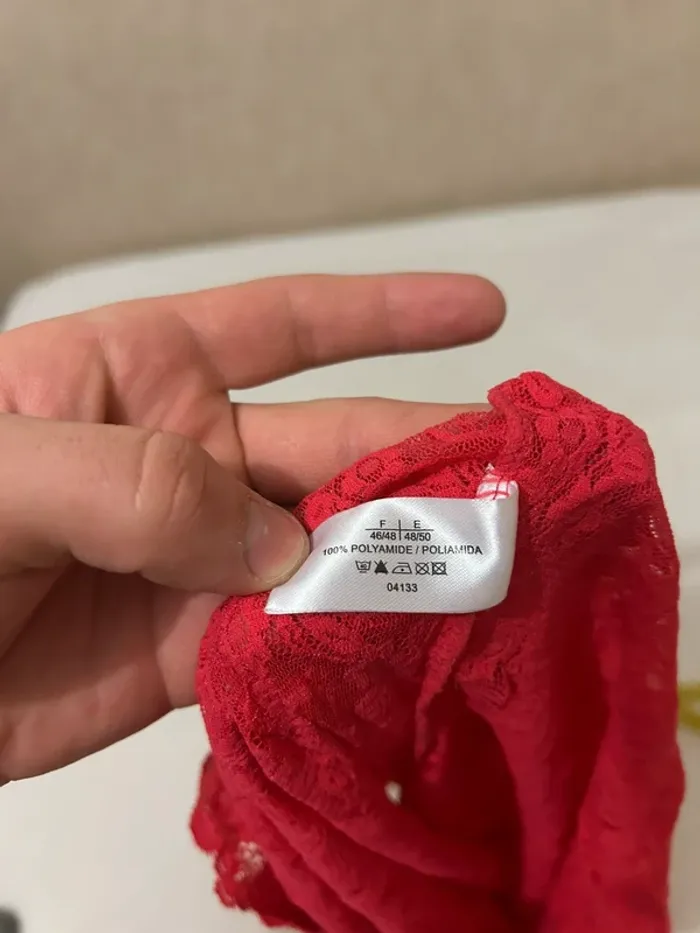 F | E
46/48 | 48/50
100% POLYAMIDE / POLIAMIDA
04133